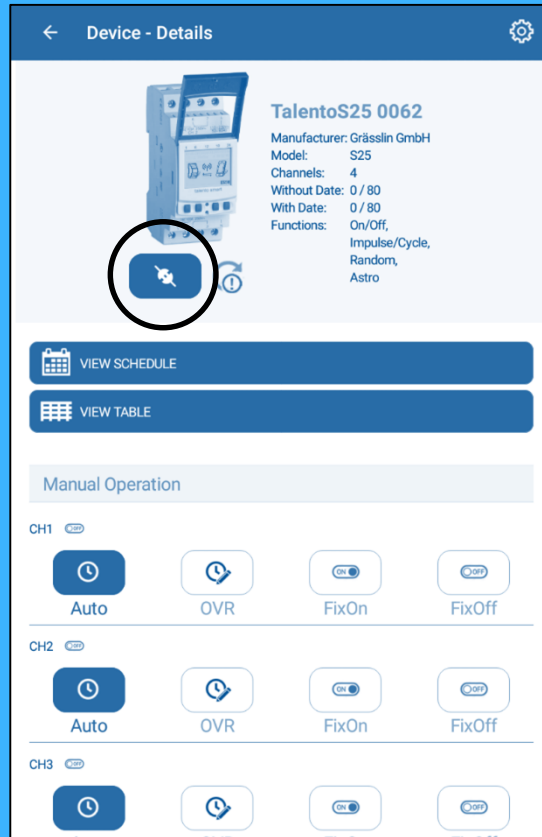 Device - Details
TalentoS25 0062
Manufacturer: Grässlin GmbH
Model: S25
Channels: 4
Without Date: 0 / 80
With Date: 0 / 80
Functions: On/Off,
Impulse/Cycle,
Random,
Astro
VIEW SCHEDULE
VIEW TABLE
Manual Operation
CH1 OFF
ON OFF
Auto OVR FixOn FixOff
CH2 OFF
ON OFF
Auto OVR FixOn FixOff
CH3 OFF
ON OFF